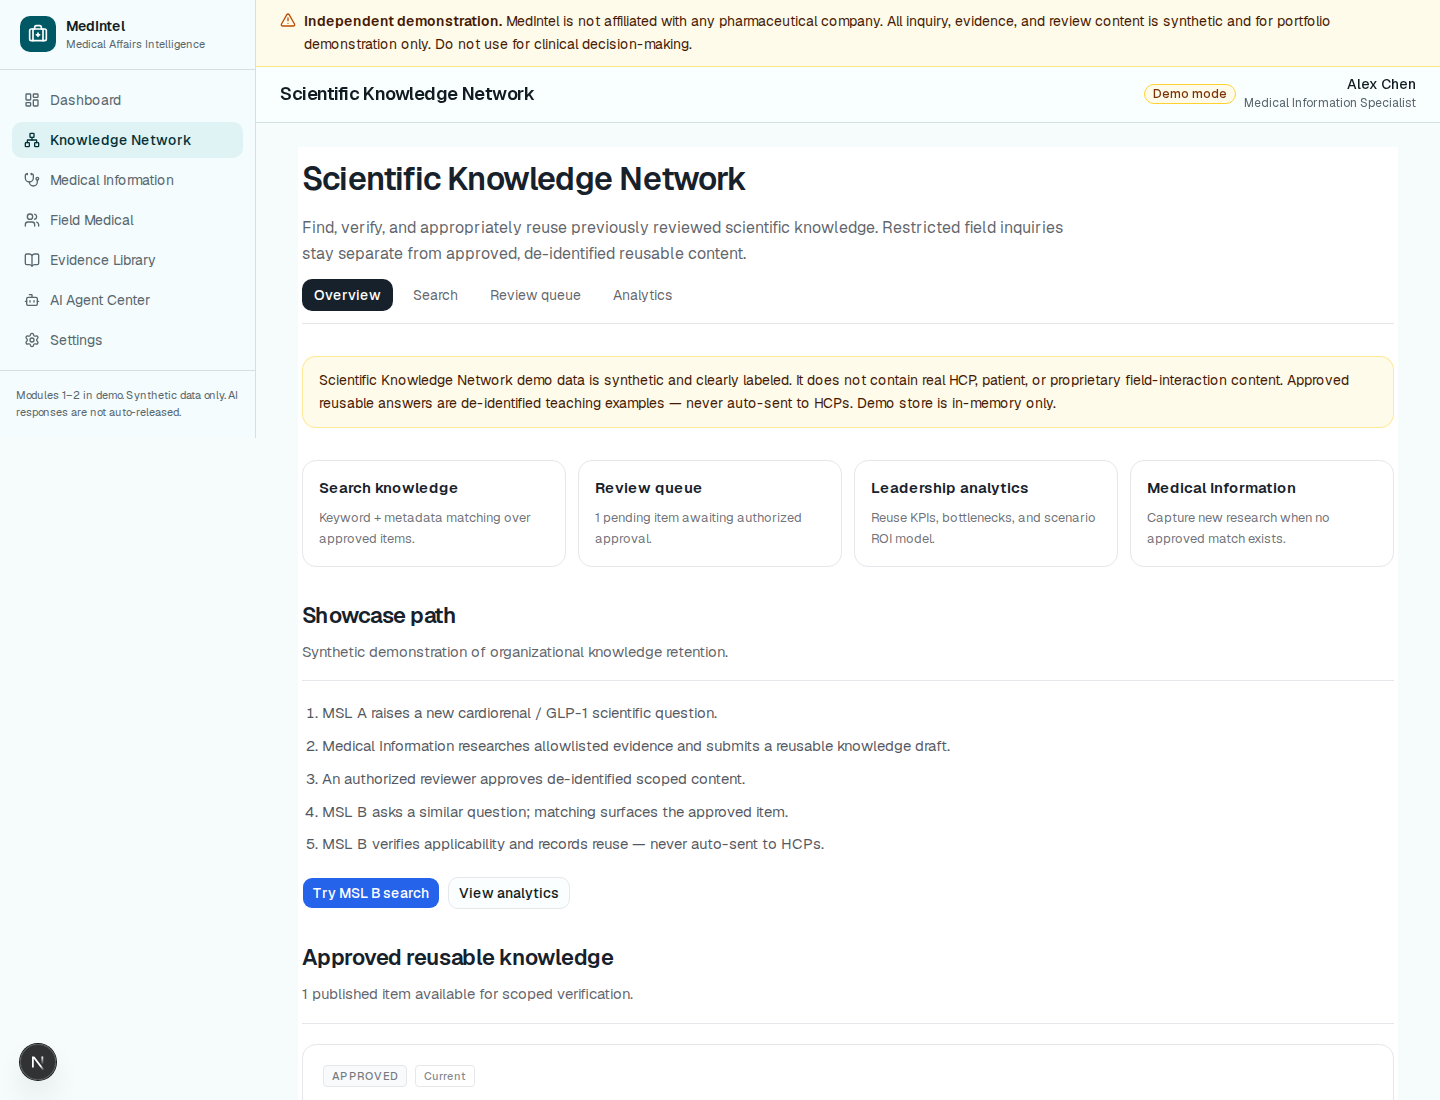 MedIntel
Medical Affairs Intelligence
Dashboard
Knowledge Network
Medical Information
Field Medical
Evidence Library
AI Agent Center
Settings
Modules 1–2 in demo. Synthetic data only. AI
responses are not auto-released.
Independent demonstration. MedIntel is not affiliated with any pharmaceutical company. All inquiry, evidence, and review content is synthetic and for portfolio
demonstration only. Do not use for clinical decision-making.
Scientific Knowledge Network
Demo mode
Alex Chen
Medical Information Specialist
Scientific Knowledge Network
Find, verify, and appropriately reuse previously reviewed scientific knowledge. Restricted field inquiries
stay separate from approved, de-identified reusable content.
Overview Search Review queue Analytics
Scientific Knowledge Network demo data is synthetic and clearly labeled. It does not contain real HCP, patient, or proprietary field-interaction content. Approved
reusable answers are de-identified teaching examples — never auto-sent to HCPs. Demo store is in-memory only.
Search knowledge
Keyword + metadata matching over
approved items.
Review queue
1 pending item awaiting authorized
approval.
Leadership analytics
Reuse KPIs, bottlenecks, and scenario
ROI model.
Medical Information
Capture new research when no
approved match exists.
Showcase path
Synthetic demonstration of organizational knowledge retention.
1. MSL A raises a new cardiorenal / GLP-1 scientific question.
2. Medical Information researches allowlisted evidence and submits a reusable knowledge draft.
3. An authorized reviewer approves de-identified scoped content.
4. MSL B asks a similar question; matching surfaces the approved item.
5. MSL B verifies applicability and records reuse — never auto-sent to HCPs.
Try MSL B search View analytics
Approved reusable knowledge
1 published item available for scoped verification.
APPROVED Current
N